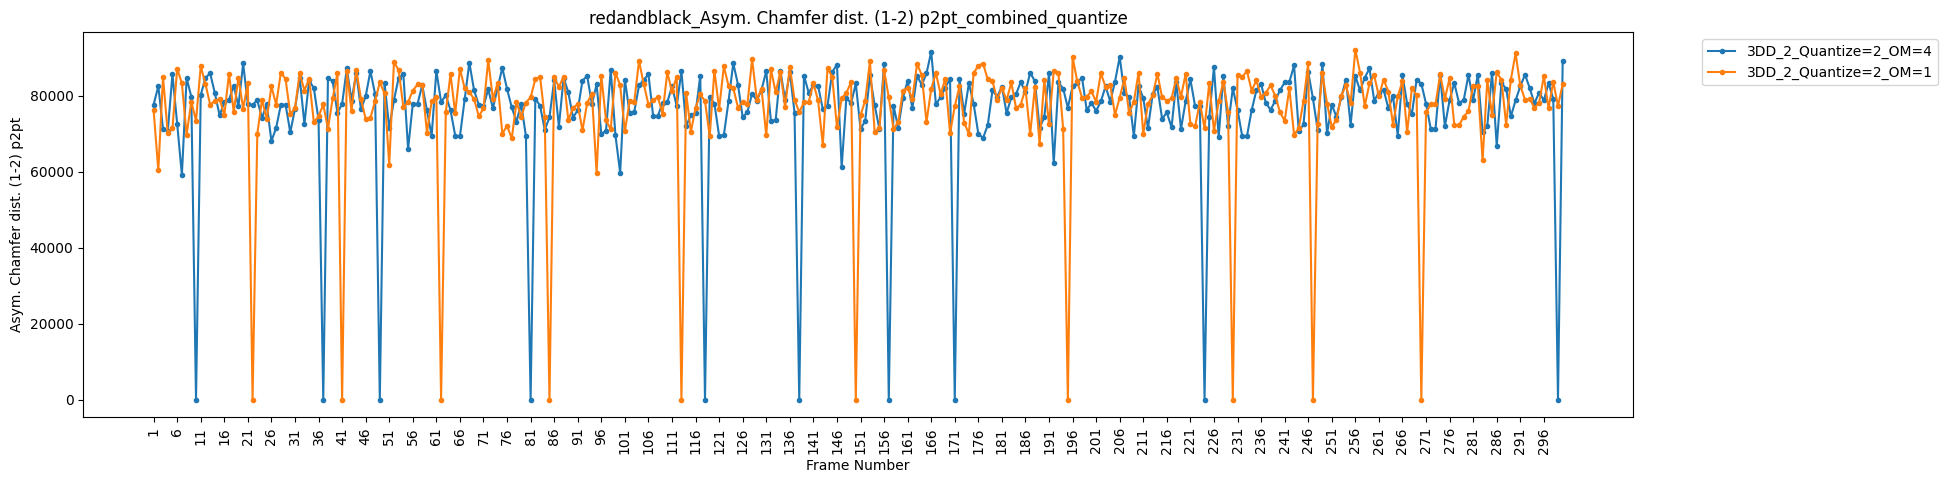 redandblack_Asym. Chamfer dist. (1-2) p2pt_combined_quantize
3DD_2_Quantize=2_OM=4
3DD_2_Quantize=2_OM=1
Asym. Chamfer dist. (1-2) p2pt
80000
60000
40000
20000
0
1 6 11 16 21 26 31 36 41 46 51 56 61 66 71 76 81 86 91 96 101 106 111 116 121 126 131 136 141 146 151 156 161 166 171 176 181 186 191 196 201 206 211 216 221 226 231 236 241 246 251 256 261 266 271 276 281 286 291 296
Frame Number